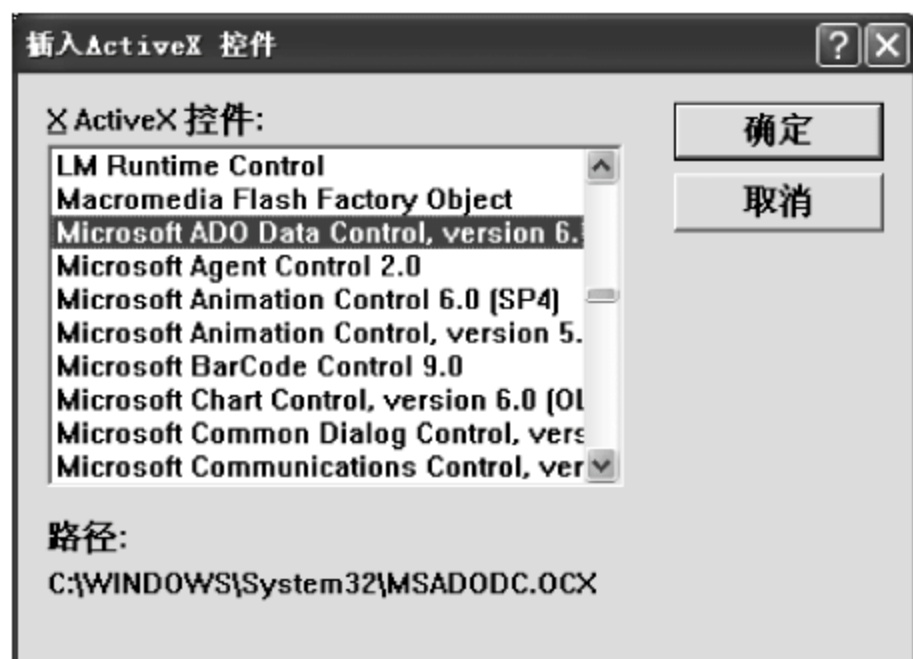 插入ActiveX 控件
X ActiveX 控件:
确定
取消
LM Runtime Control
Macromedia Flash Factory Object
Microsoft ADO Data Control, version 6.
Microsoft Agent Control 2.0
Microsoft Animation Control 6.0 (SP4)
Microsoft Animation Control, version 5.
Microsoft BarCode Control 9.0
Microsoft Chart Control, version 6.0 (OL
Microsoft Common Dialog Control, vers
Microsoft Communications Control, ver
路径:
C:\WINDOWS\System32\MSADODC.OCX